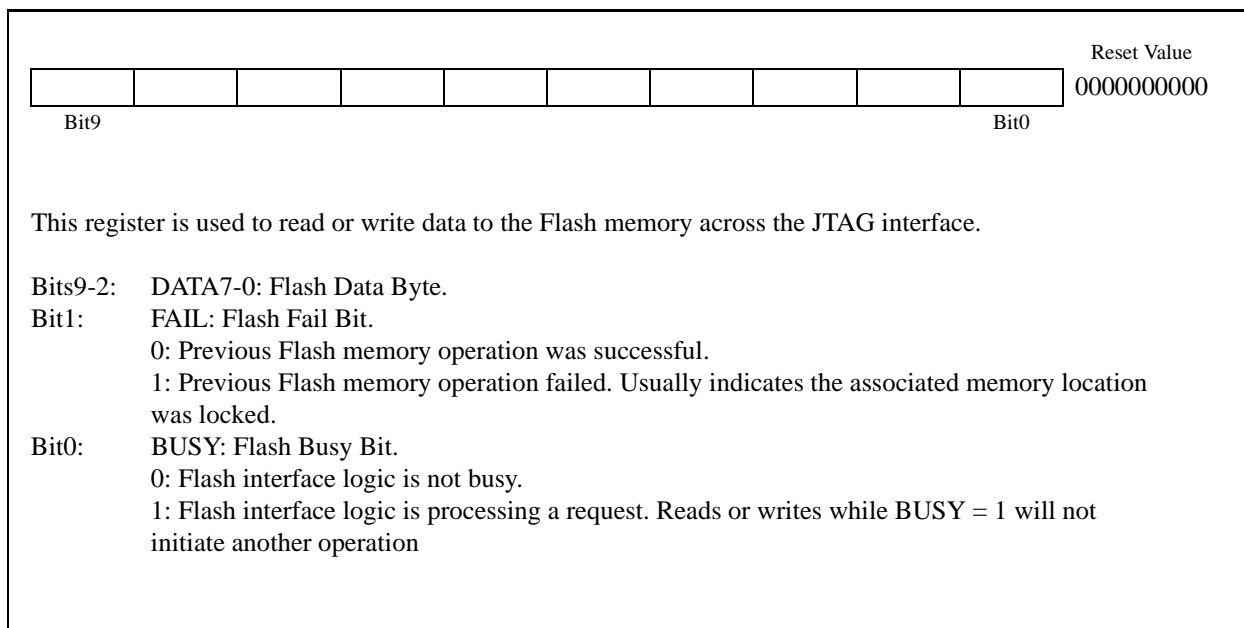 Reset Value
0000000000
Bit9
Bit0
This register is used to read or write data to the Flash memory across the JTAG interface.
Bits9-2: DATA7-0: Flash Data Byte.
Bit1: FAIL: Flash Fail Bit.
0: Previous Flash memory operation was successful.
1: Previous Flash memory operation failed. Usually indicates the associated memory location
was locked.
Bit0: BUSY: Flash Busy Bit.
0: Flash interface logic is not busy.
1: Flash interface logic is processing a request. Reads or writes while BUSY = 1 will not
initiate another operation